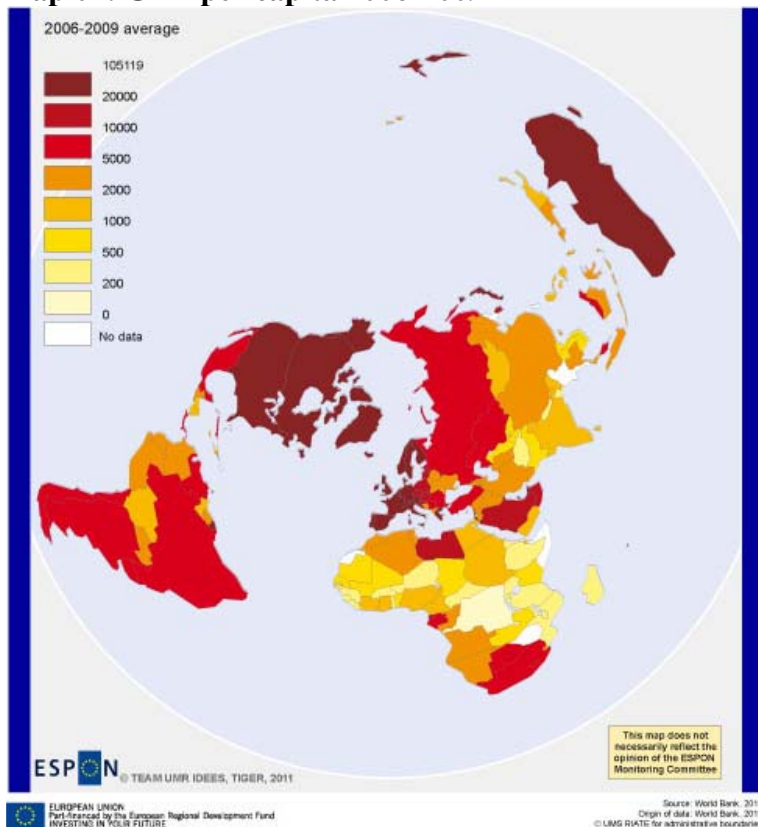 2006-2009 average
105119
20000
10000
5000
2000
1000
500
200
0
No data
This map does not
necessarily reflect the
opinion of the ESPON
Monitoring Committee
ESPON © TEAM UMR IDEES, TIGER, 2011
EUROPEAN UNION
Part-financed by the European Regional Development Fund
INVESTING IN YOUR FUTURE
Source: World Bank, 201
Origin of data: World Bank, 201
© UMS RIATE for administrative boundarie